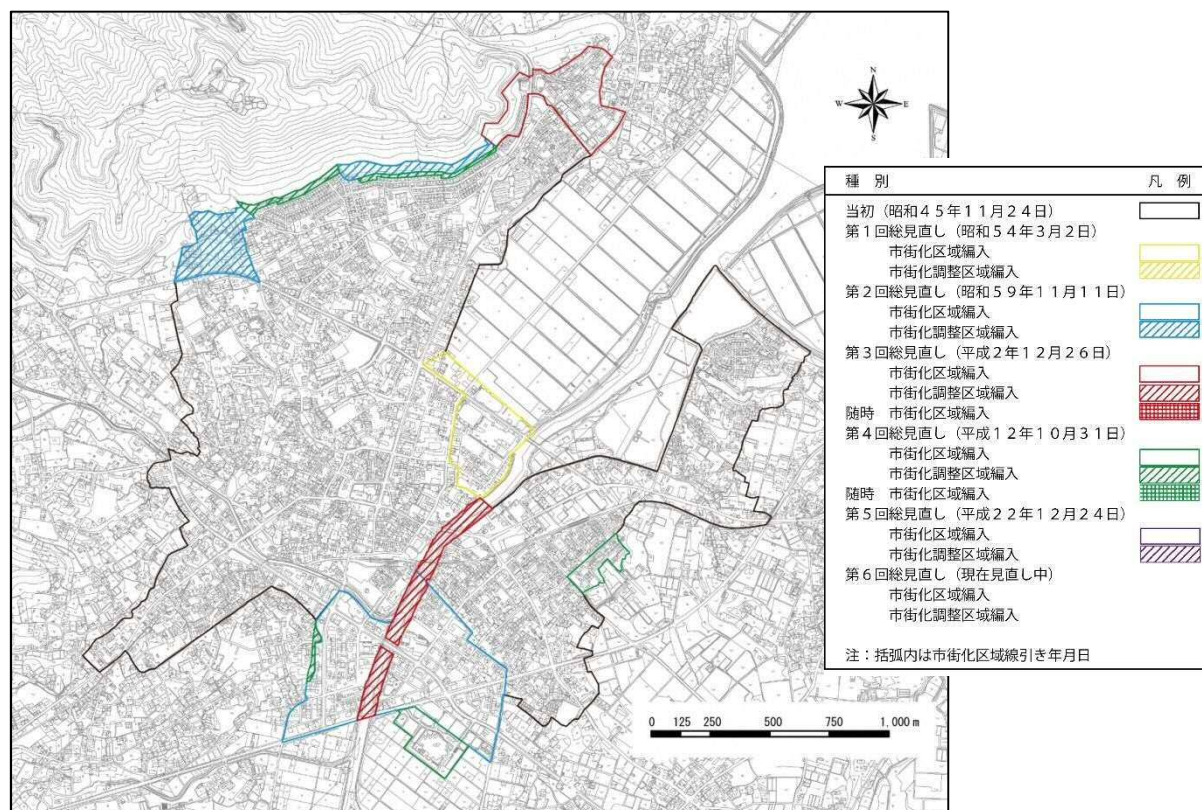 N
W E
S
種 別 凡 例
当初（昭和４５年１１月２４日）
第１回総見直し（昭和５４年３月２日）
市街化区域編入
市街化調整区域編入
第２回総見直し（昭和５９年１１月１１日）
市街化区域編入
市街化調整区域編入
第３回総見直し（平成２年１２月２６日）
市街化区域編入
市街化調整区域編入
随時 市街化区域編入
第４回総見直し（平成１２年１０月３１日）
市街化区域編入
市街化調整区域編入
随時 市街化区域編入
第５回総見直し（平成２２年１２月２４日）
市街化区域編入
市街化調整区域編入
第６回総見直し（現在見直し中）
市街化区域編入
市街化調整区域編入
注：括弧内は市街化区域線引き年月日
0 125 250 500 750 1,000 m